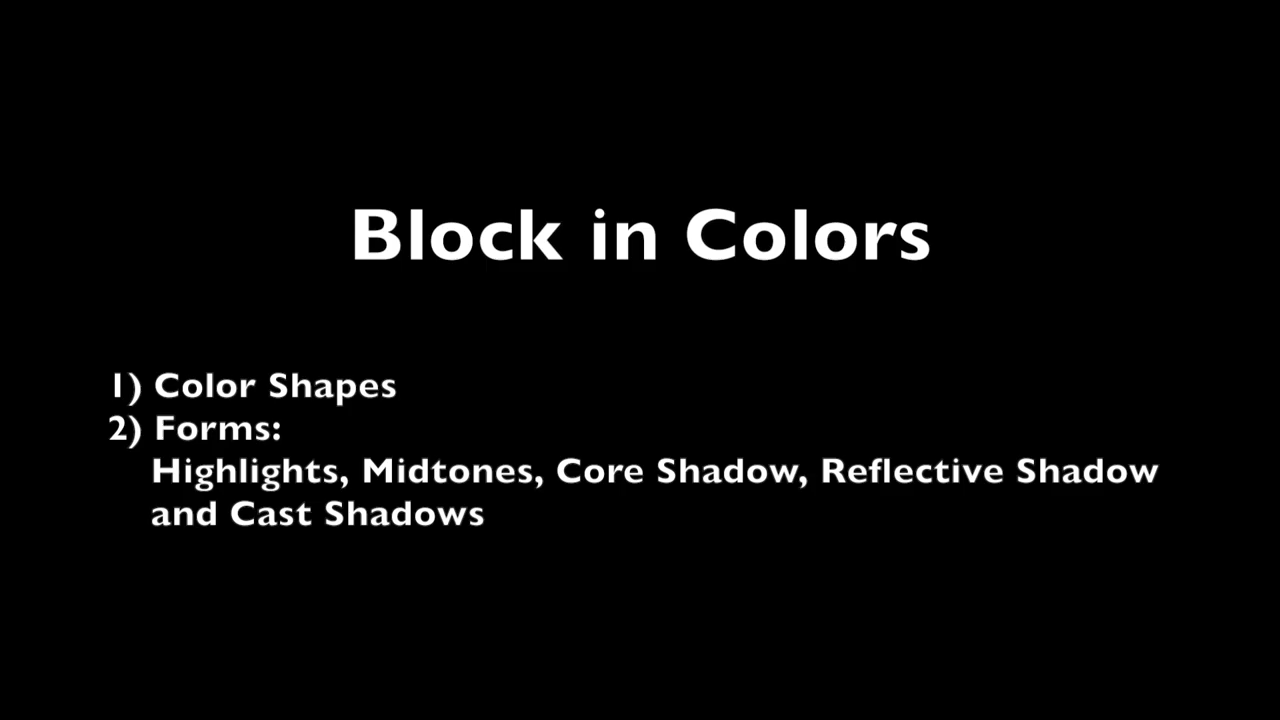 Block in Colors
1) Color Shapes
2) Forms:
Highlights, Midtones, Core Shadow, Reflective Shadow
and Cast Shadows